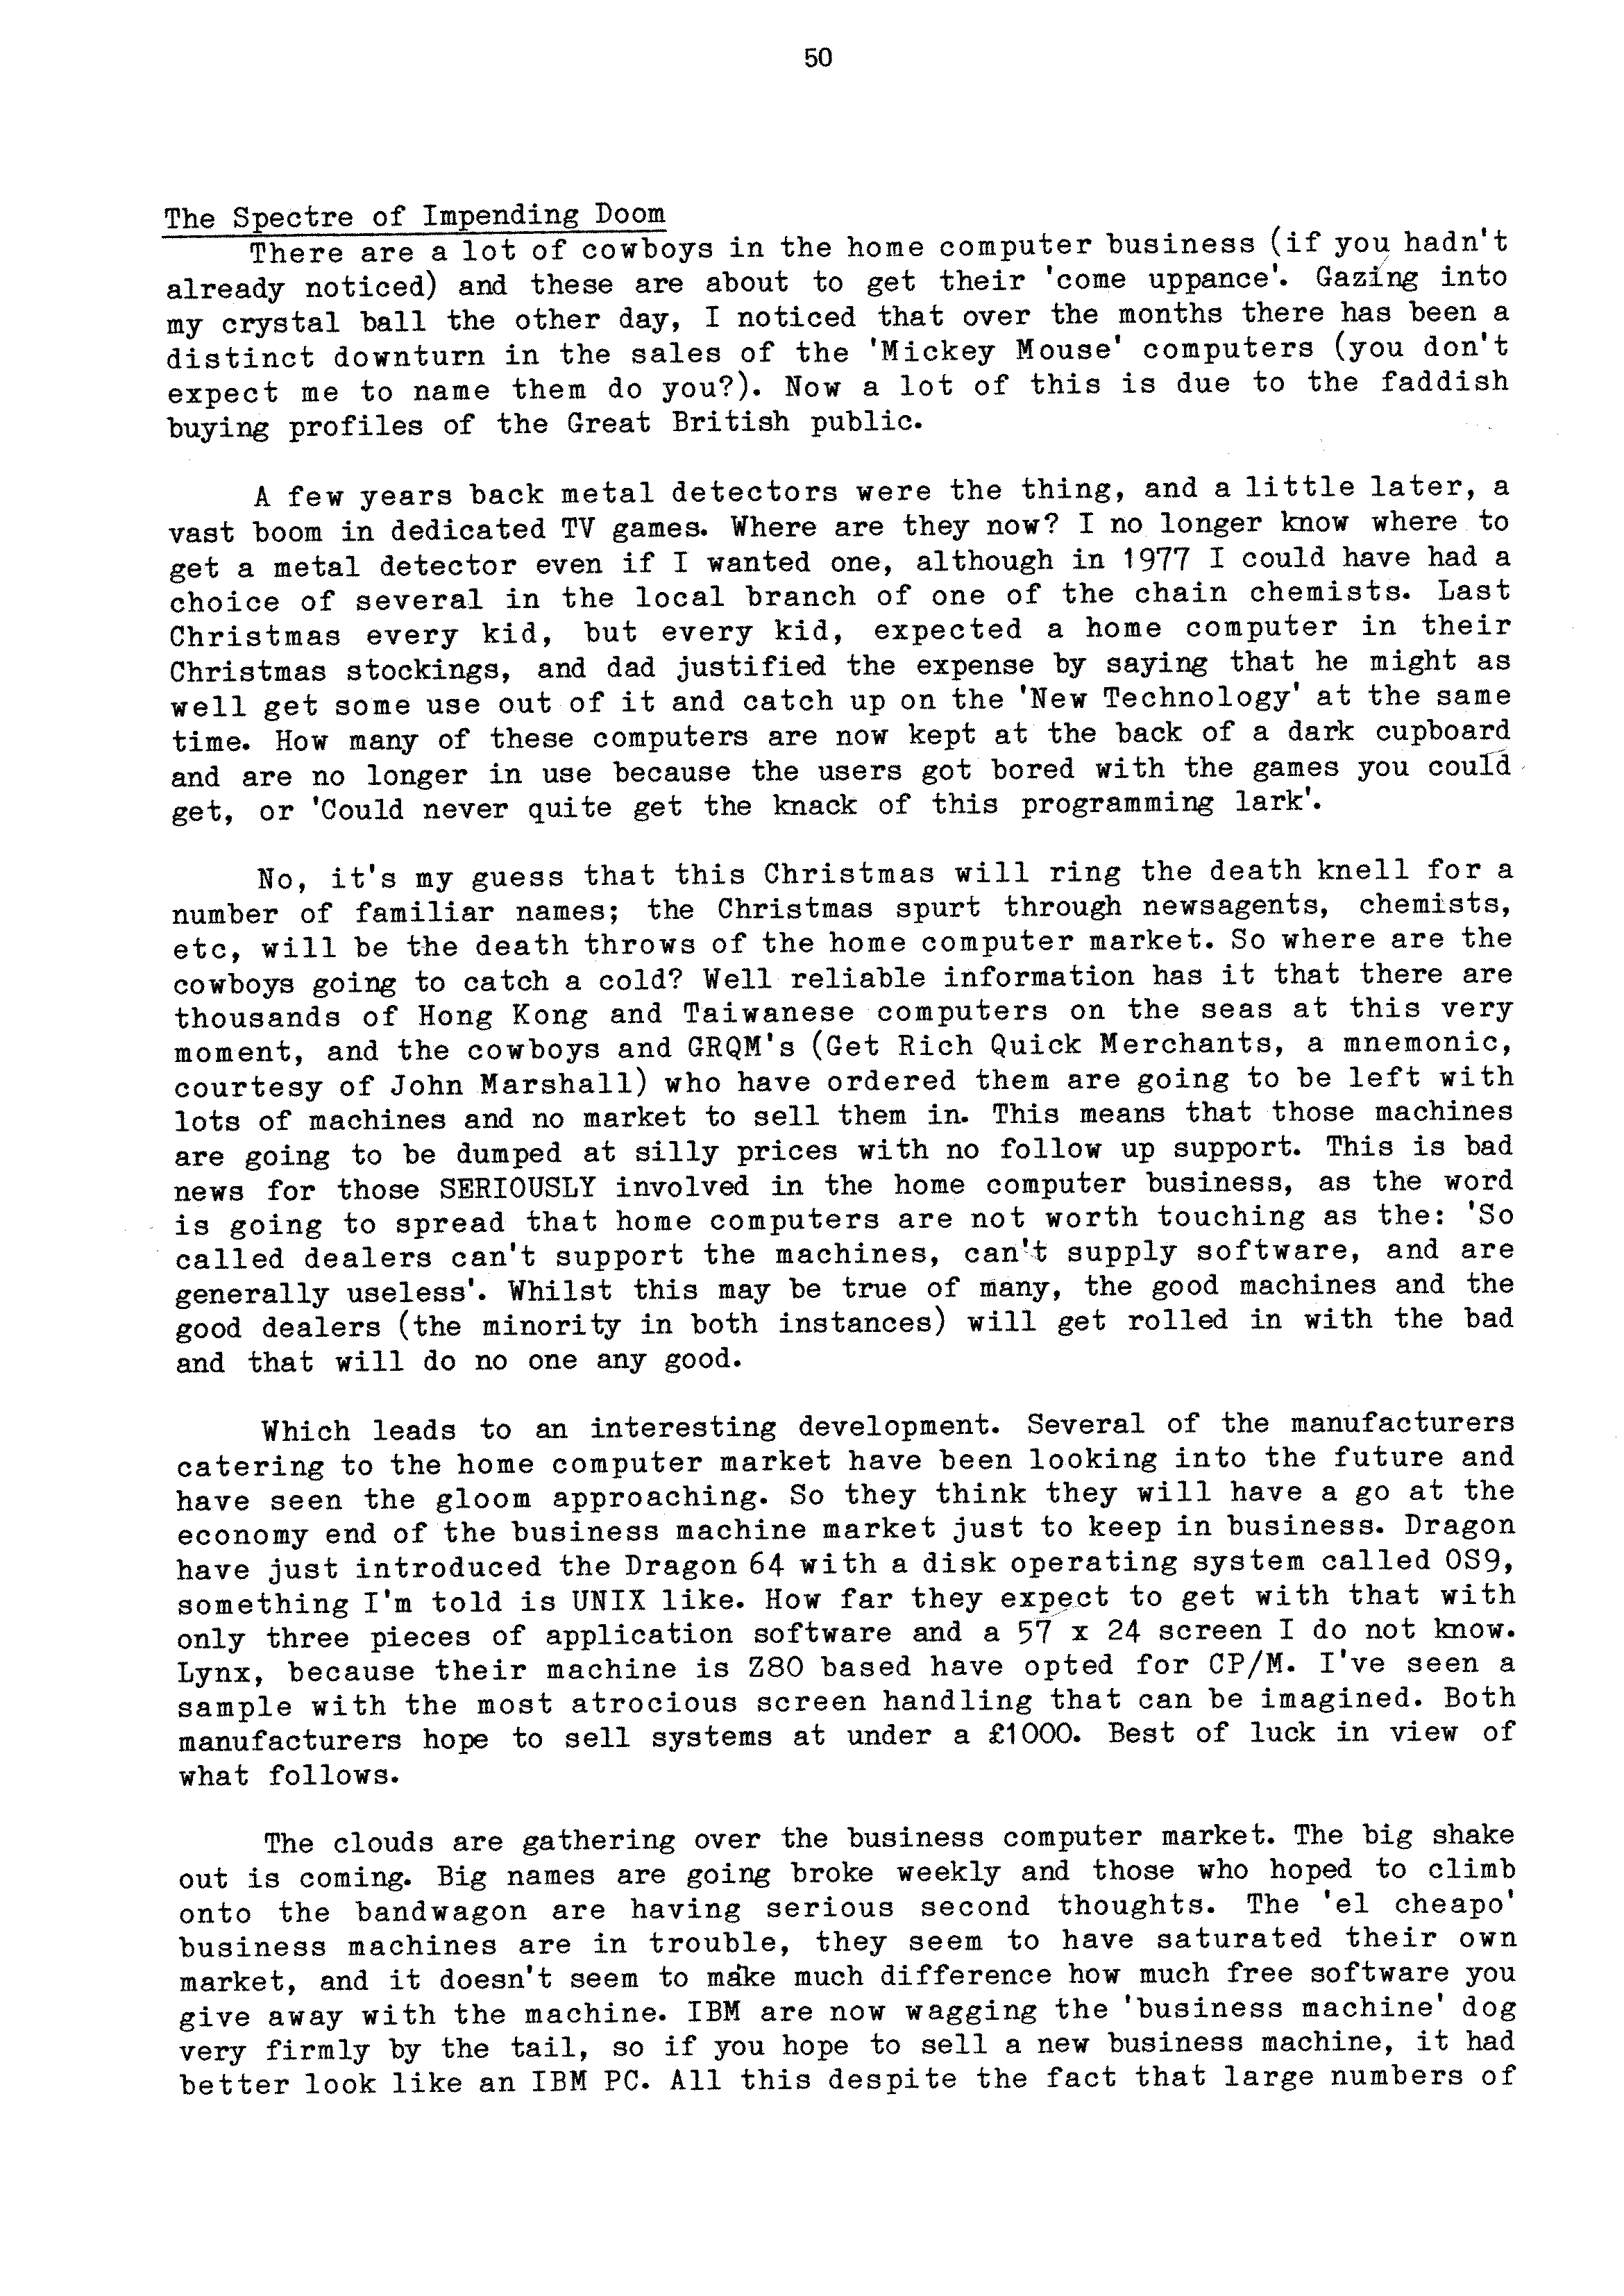 50
The Spectre of Impending Doom
There are a lot of cowboys in the home computer business (if you hadn't
already noticed) and these are about to get their 'come uppance'. Gazing into
my crystal ball the other day, I noticed that over the months there has been a
distinct downturn in the sales of the 'Mickey Mouse' computers (you don't
expect me to name them do you?). Now a lot of this is due to the faddish
buying profiles of the Great British public.
A few years back metal detectors were the thing, and a little later, a
vast boom in dedicated TV games. Where are they now? I no longer know where to
get a metal detector even if I wanted one, although in 1977 I could have had a
choice of several in the local branch of one of the chain chemists. Last
Christmas every kid, but every kid, expected a home computer in their
Christmas stockings, and dad justified the expense by saying that he might as
well get some use out of it and catch up on the 'New Technology' at the same
time. How many of these computers are now kept at the back of a dark cupboard
and are no longer in use because the users got bored with the games you could
get, or 'Could never quite get the knack of this programming lark'.
No, it's my guess that this Christmas will ring the death knell for a
number of familiar names; the Christmas spurt through newsagents, chemists,
etc, will be the death throws of the home computer market. So where are the
cowboys going to catch a cold? Well reliable information has it that there are
thousands of Hong Kong and Taiwanese computers on the seas at this very
moment, and the cowboys and GRQM's (Get Rich Quick Merchants, a mnemonic,
courtesy of John Marshall) who have ordered them are going to be left with
lots of machines and no market to sell them in. This means that those machines
are going to be dumped at silly prices with no follow up support. This is bad
news for those SERIOUSLY involved in the home computer business, as the word
is going to spread that home computers are not worth touching as the: 'So
called dealers can't support the machines, can't supply software, and are
generally useless'. Whilst this may be true of many, the good machines and the
good dealers (the minority in both instances) will get rolled in with the bad
and that will do no one any good.
Which leads to an interesting development. Several of the manufacturers
catering to the home computer market have been looking into the future and
have seen the gloom approaching. So they think they will have a go at the
economy end of the business machine market just to keep in business. Dragon
have just introduced the Dragon 64 with a disk operating system called OS9,
something I'm told is UNIX like. How far they expect to get with that with
only three pieces of application software and a 57 x 24 screen I do not know.
Lynx, because their machine is Z80 based have opted for CP/M. I've seen a
sample with the most atrocious screen handling that can be imagined. Both
manufacturers hope to sell systems at under a £1000. Best of luck in view of
what follows.
The clouds are gathering over the business computer market. The big shake
out is coming. Big names are going broke weekly and those who hoped to climb
onto the bandwagon are having serious second thoughts. The 'el cheapo'
business machines are in trouble, they seem to have saturated their own
market, and it doesn't seem to make much difference how much free software you
give away with the machine. IBM are now wagging the 'business machine' dog
very firmly by the tail, so if you hope to sell a new business machine, it had
better look like an IBM PC. All this despite the fact that large numbers of